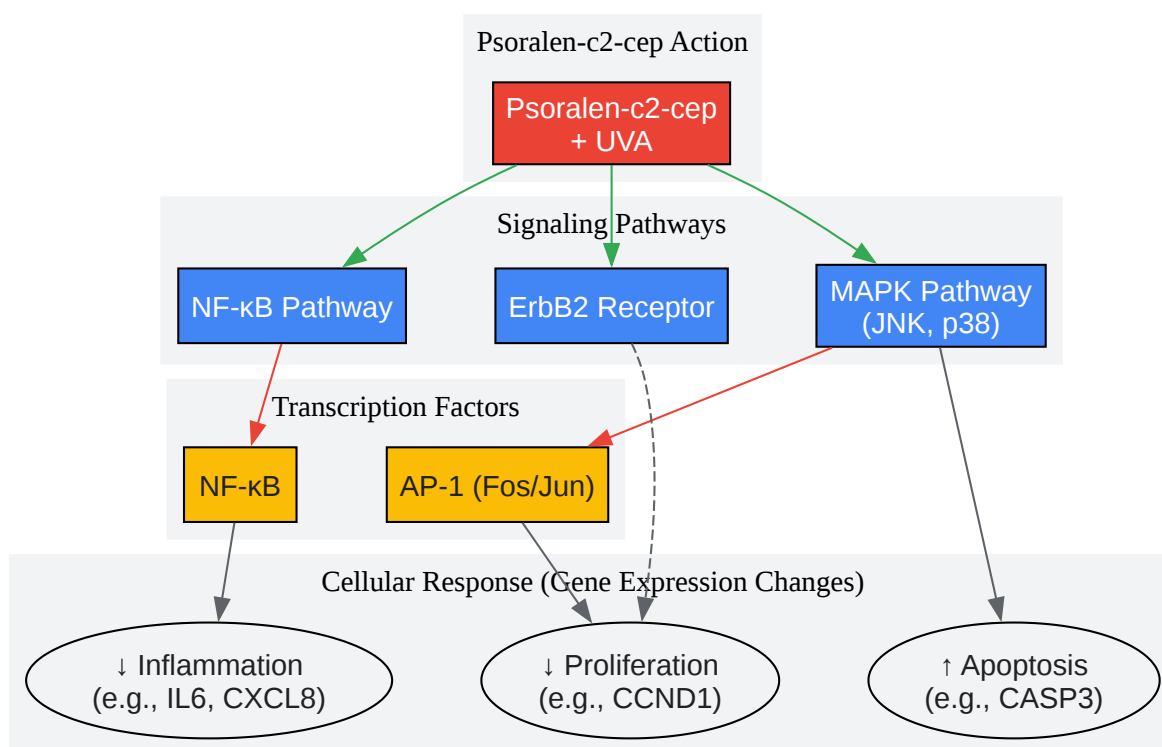 Psoralen-c2-cep Action
Psoralen-c2-cep
+ UVA
Signaling Pathways
NF-κB Pathway
ErbB2 Receptor
MAPK Pathway
(JNK, p38)
Transcription Factors
NF-κB
AP-1 (Fos/Jun)
Cellular Response (Gene Expression Changes)
↓ Inflammation
(e.g., IL6, CXCL8)
↓ Proliferation
(e.g., CCND1)
↑ Apoptosis
(e.g., CASP3)